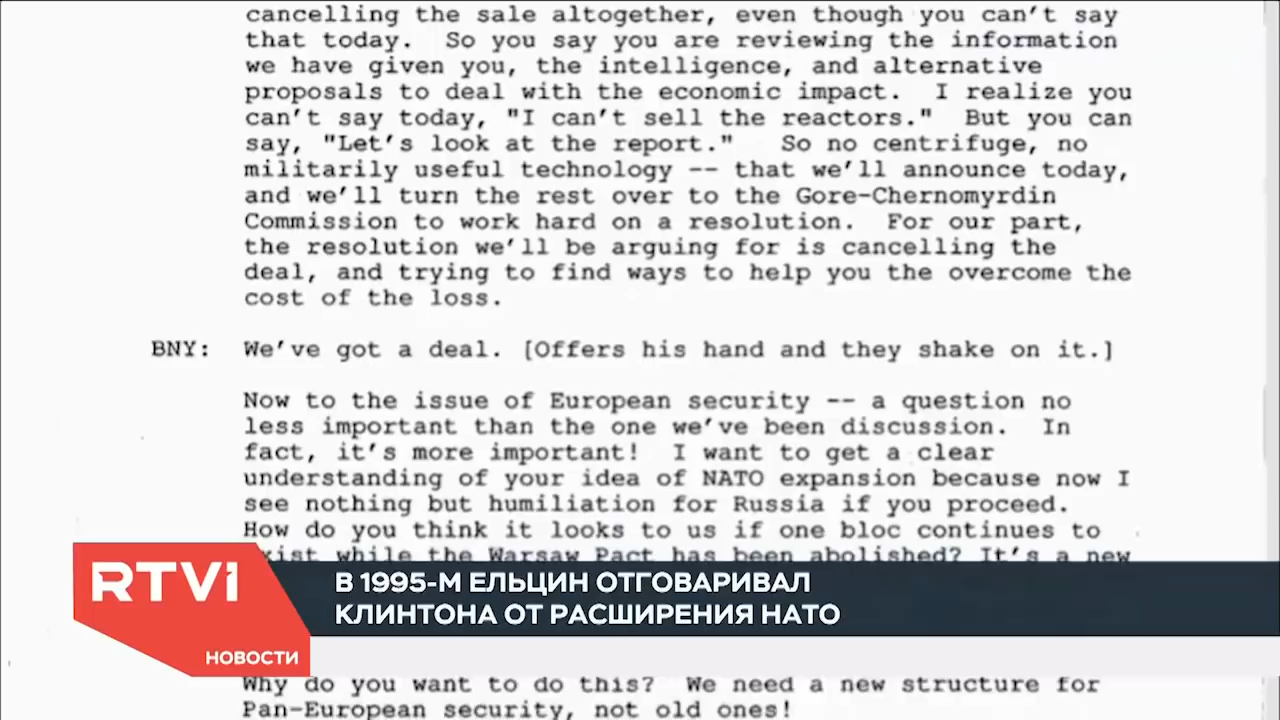 cancelling the sale altogether, even though you can't say
that today.  So you say you are reviewing the information
we have given you, the intelligence, and alternative
proposals to deal with the economic impact.  I realize you
can't say today, "I can't sell the reactors."  But you can
say, "Let's look at the report."   So no centrifuge, no
militarily useful technology -- that we'll announce today,
and we'll turn the rest over to the Gore-Chernomyrdin
Commission to work hard on a resolution.  For our part,
the resolution we'll be arguing for is cancelling the
deal, and trying to find ways to help you the overcome the
cost of the loss.
BNY:  We've got a deal. [Offers his hand and they shake on it.]
Now to the issue of European security -- a question no
less important than the one we've been discussion.  In
fact, it's more important!  I want to get a clear
understanding of your idea of NATO expansion because now I
see nothing but humiliation for Russia if you proceed.
How do you think it looks to us if one bloc continues to
exist while the Warsaw Pact has been abolished? It's a new
RTVi
НОВОСТИ
В 1995-М ЕЛЬЦИН ОТГОВАРИВАЛ
КЛИНТОНА ОТ РАСШИРЕНИЯ НАТО
Why do you want to do this?  We need a new structure for
Pan-European security, not old ones!